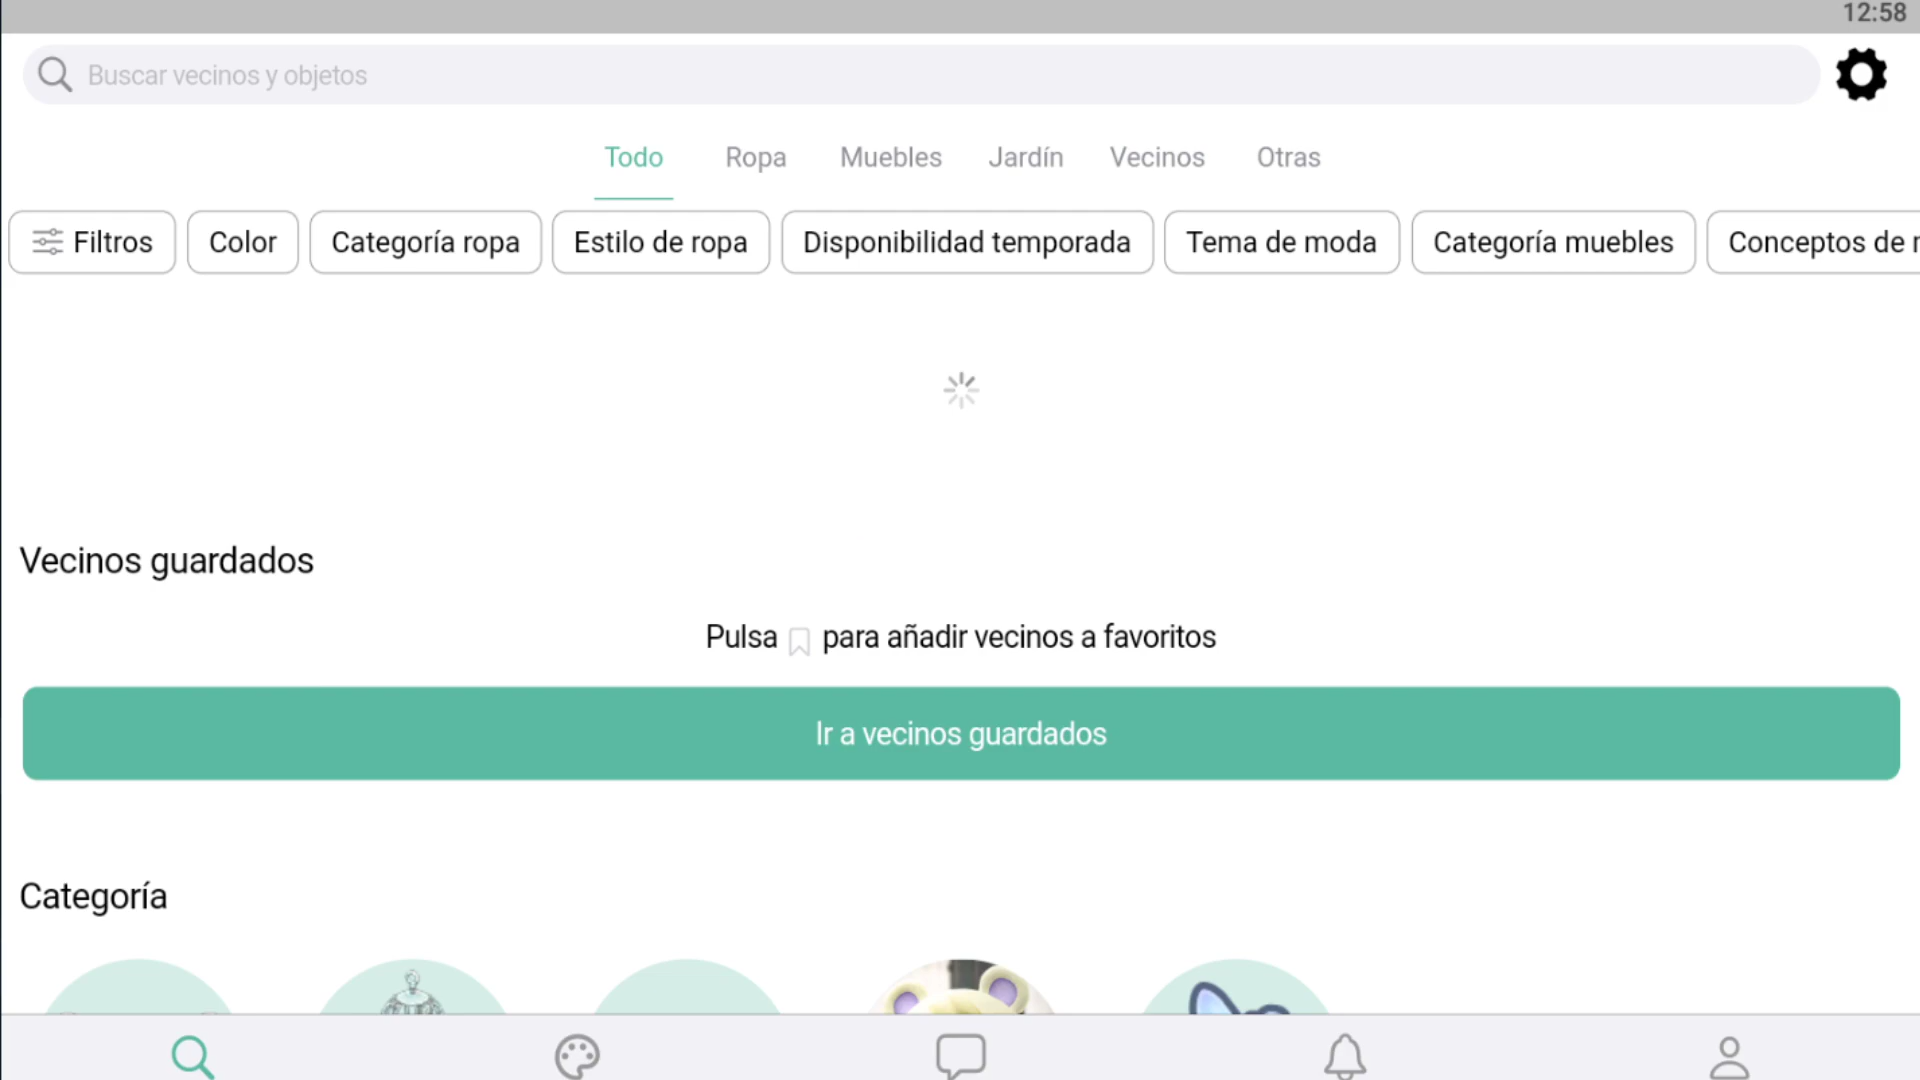 12:58
Buscar vecinos y objetos
Todo Ropa Muebles Jardín Vecinos Otras
Filtros Color Categoría ropa Estilo de ropa Disponibilidad temporada Tema de moda Categoría muebles Conceptos de
Vecinos guardados
Pulsa para añadir vecinos a favoritos
Ir a vecinos guardados
Categoría